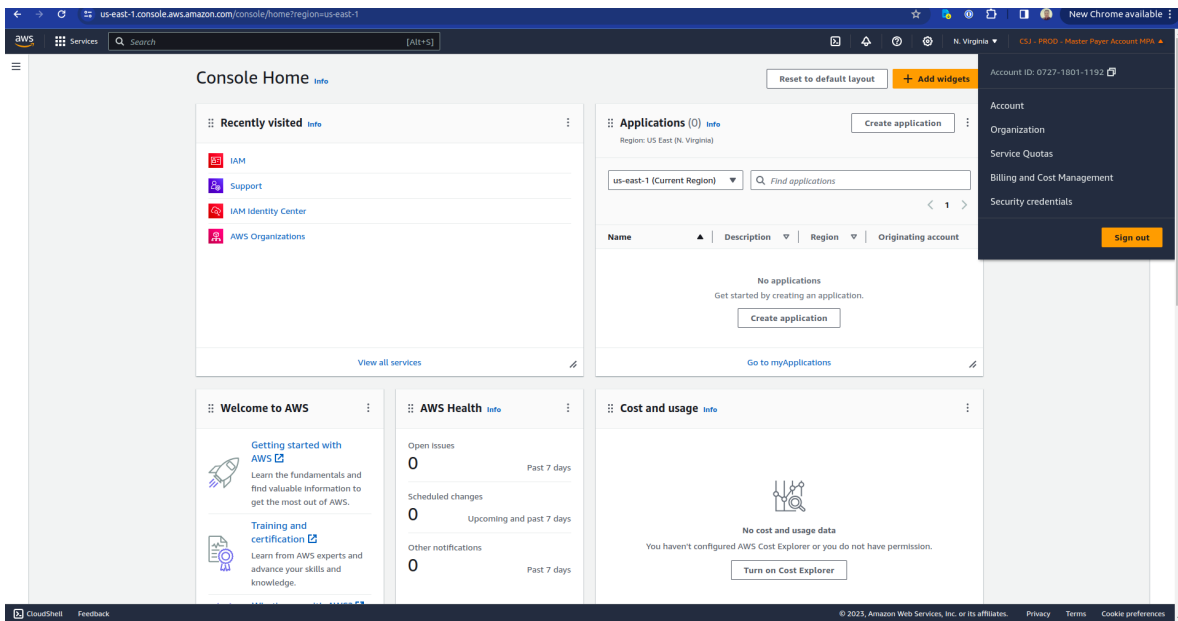 us-east-1.console.aws.amazon.com/console/home?region=us-east-1
New Chrome available
aws
Services
Search
[Alt+S]
N. Virginia
CSJ - PROD - Master Payer Account MPA
Account ID: 0727-1801-1192
Account
Organization
Service Quotas
Billing and Cost Management
Security credentials
Sign out
Console Home Info
Reset to default layout
+ Add widgets
Recently visited Info
IAM
Support
IAM Identity Center
AWS Organizations
View all services
Applications (0) Info
Region: US East (N. Virginia)
Create application
us-east-1 (Current Region)
Find applications
1
Name
Description
Region
Originating account
No applications
Get started by creating an application.
Create application
Go to myApplications
Welcome to AWS
Getting started with
AWS
Learn the fundamentals and
find valuable information to
get the most out of AWS.
Training and
certification
Learn from AWS experts and
advance your skills and
knowledge.
AWS Health Info
Open issues
0
Past 7 days
Scheduled changes
0
Upcoming and past 7 days
Other notifications
0
Past 7 days
Cost and usage Info
No cost and usage data
You haven't configured AWS Cost Explorer or you do not have permission.
Turn on Cost Explorer
CloudShell
Feedback
© 2023, Amazon Web Services, Inc. or its affiliates.
Privacy
Terms
Cookie preferences